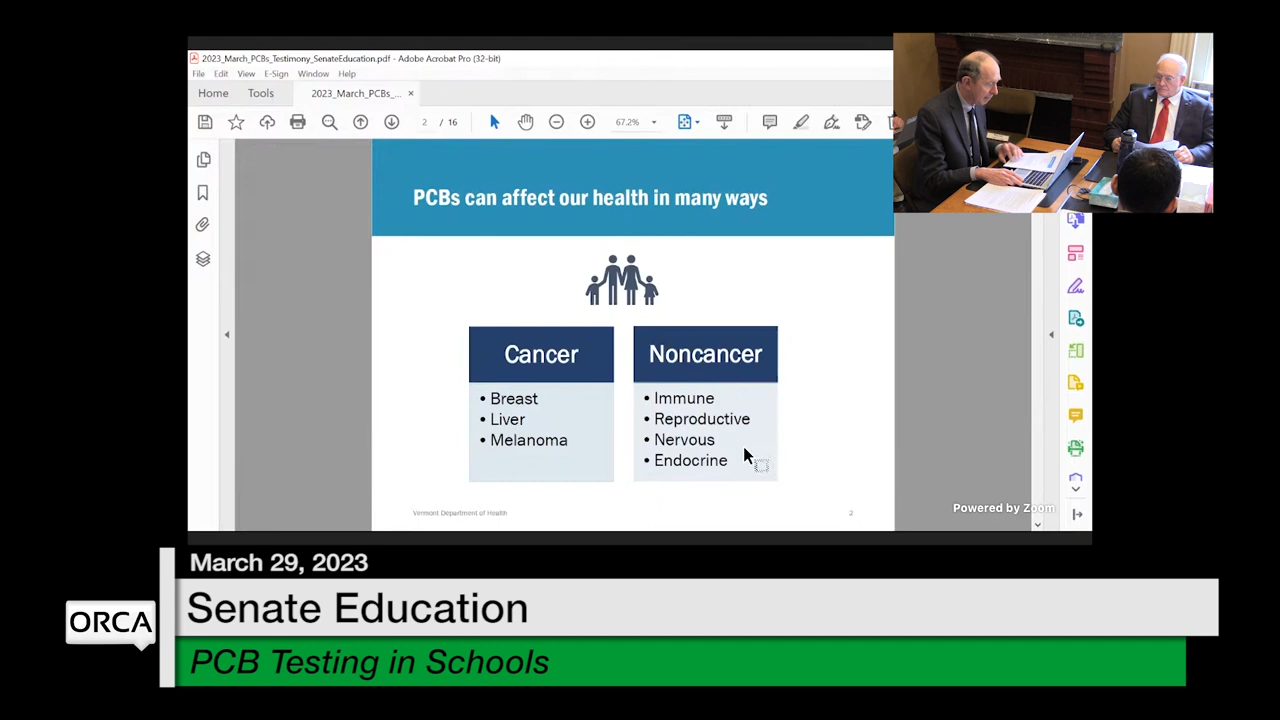 2023_March_PCBs_Testimony_SenateEducation.pdf - Adobe Acrobat Pro (32-bit)
File Edit View E-Sign Window Help
Home Tools 2023_March_PCBs_... ×
2 / 16 67.2%
PCBs can affect our health in many ways
Cancer
• Breast
• Liver
• Melanoma
Noncancer
• Immune
• Reproductive
• Nervous
• Endocrine
Vermont Department of Health 2
Powered by Zoom
March 29, 2023
Senate Education
ORCA
PCB Testing in Schools